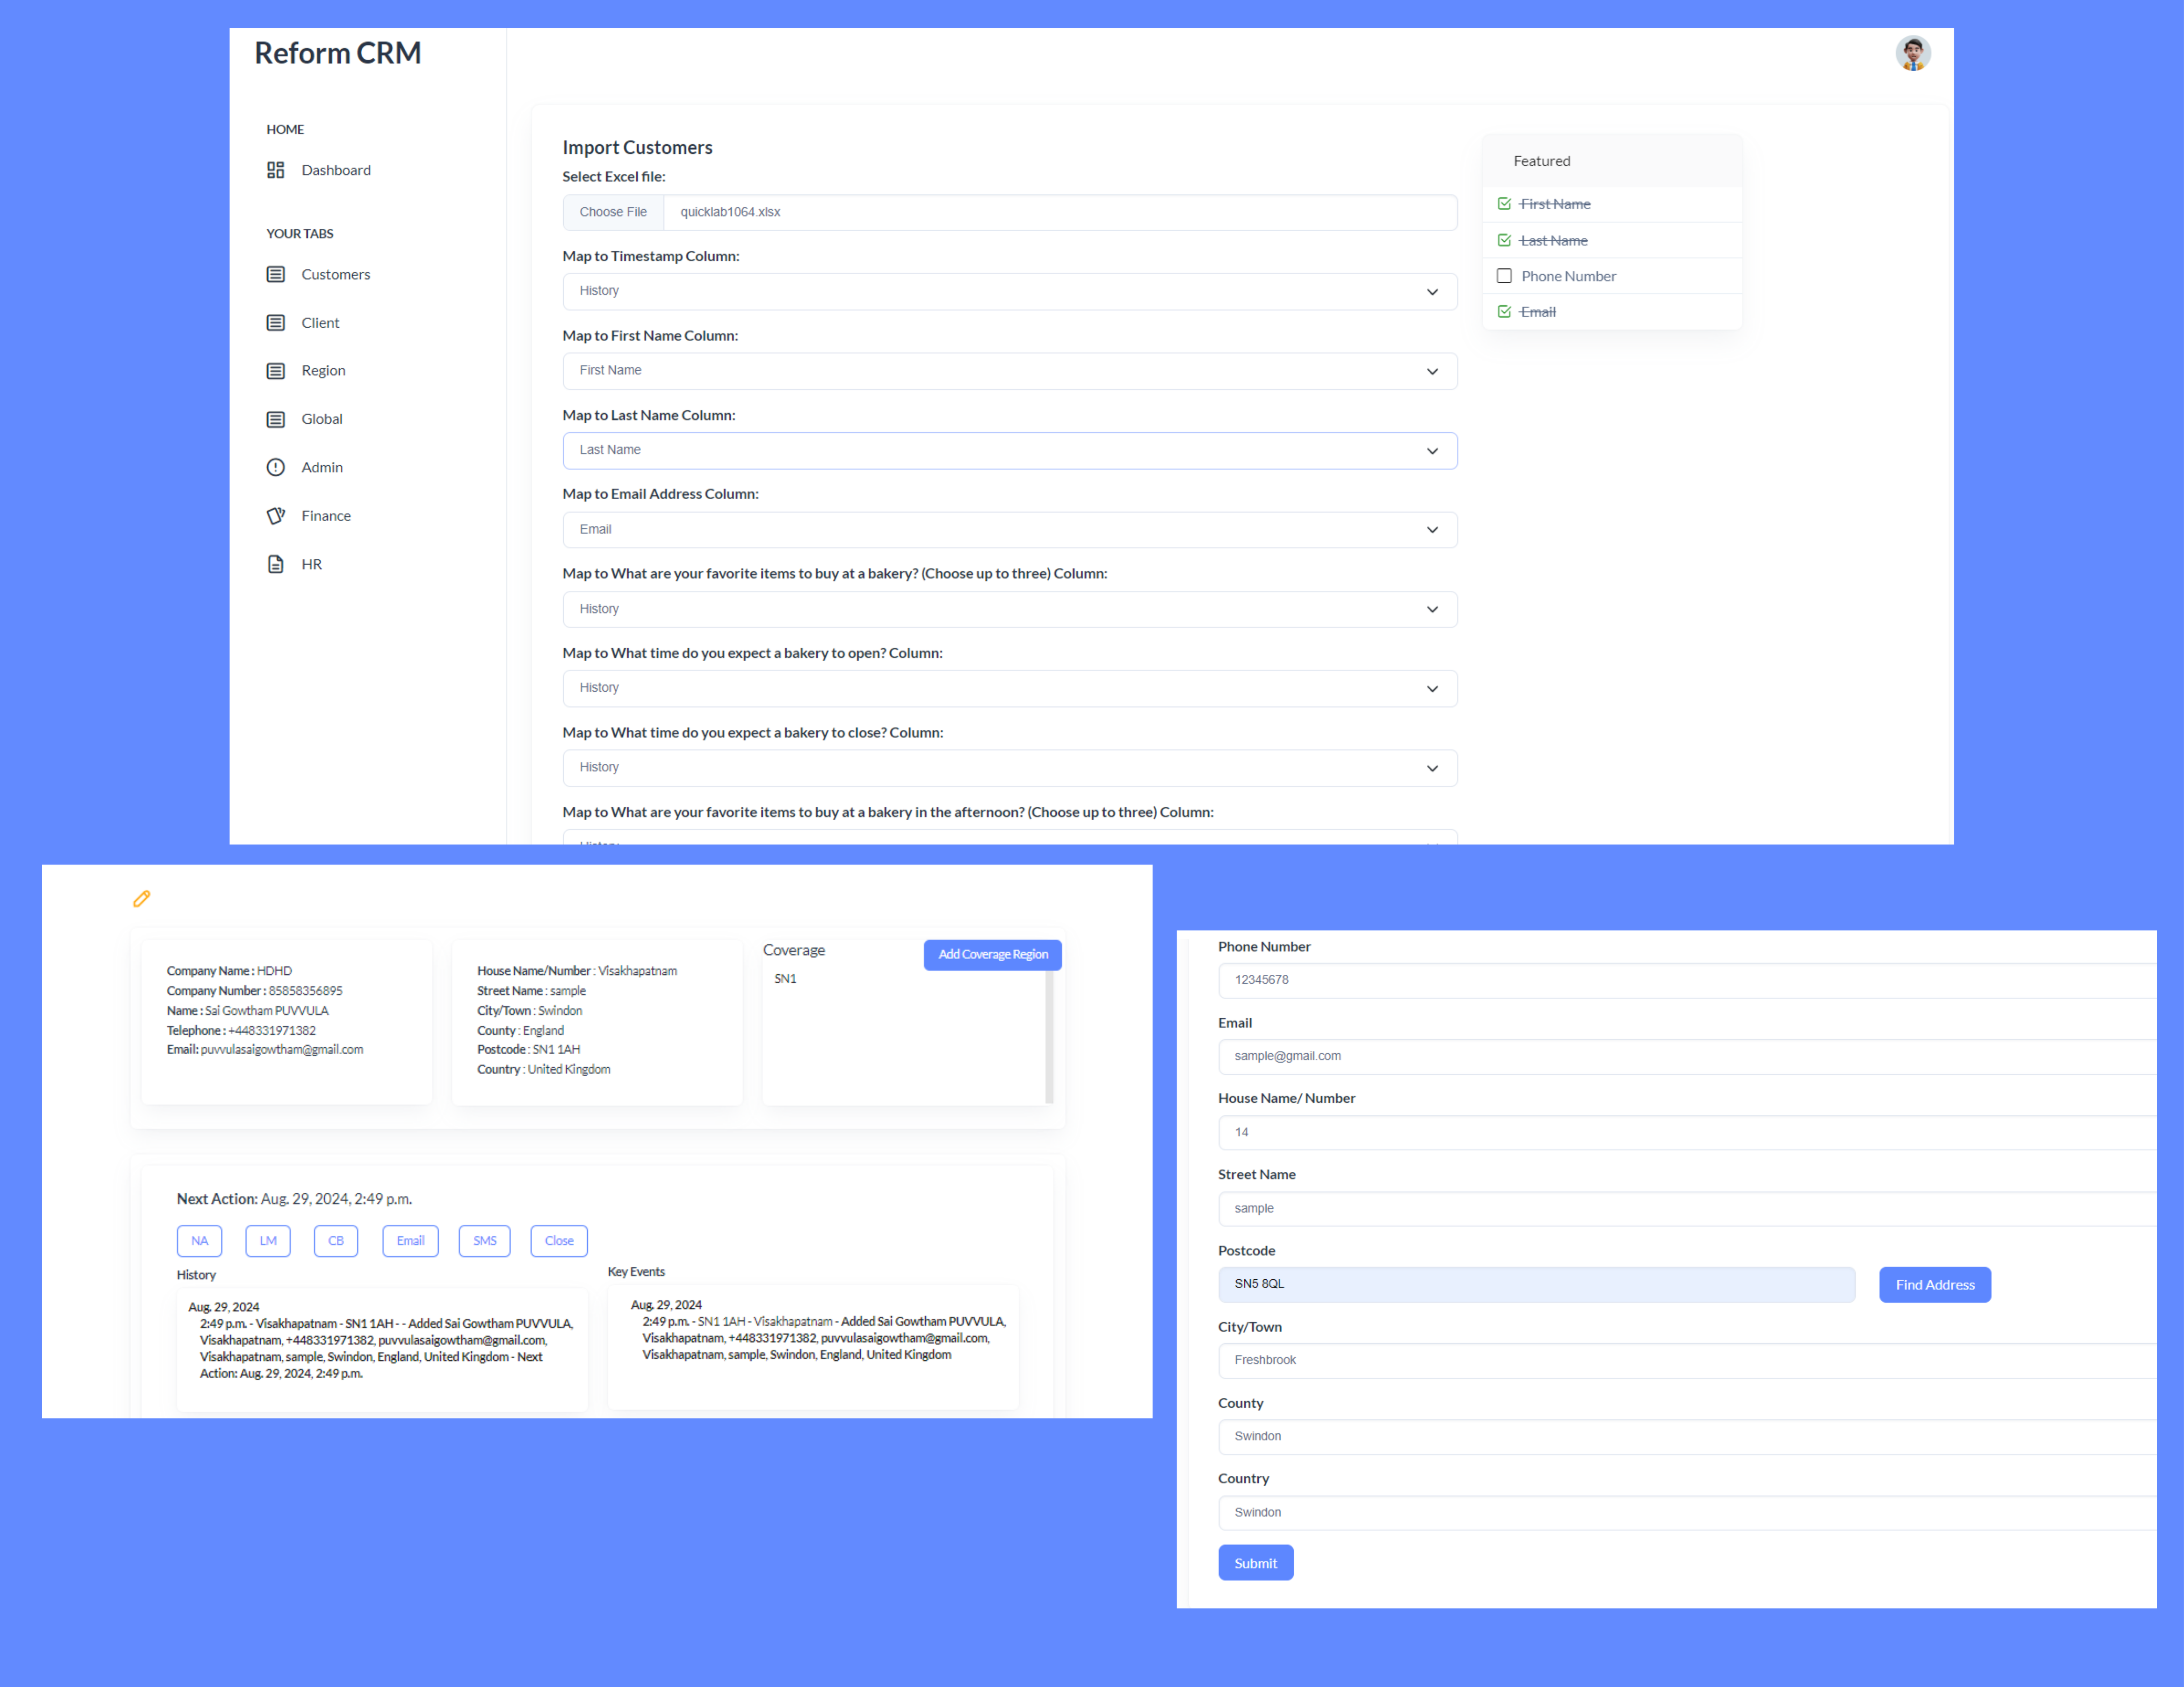 Reform CRM
HOME
Dashboard
YOUR TABS
Customers
Client
Region
Global
Admin
Finance
HR
Import Customers
Select Excel file:
Choose File quicklab1064.xlsx
Map to Timestamp Column:
History
Map to First Name Column:
First Name
Map to Last Name Column:
Last Name
Map to Email Address Column:
Email
Map to What are your favorite items to buy at a bakery? (Choose up to three) Column:
History
Map to What time do you expect a bakery to open? Column:
History
Map to What time do you expect a bakery to close? Column:
History
Map to What are your favorite items to buy at a bakery in the afternoon? (Choose up to three) Column:
History
Featured
First Name
Last Name
Phone Number
Email
Company Name : HDHD
Company Number : 85858356895
Name : Sai Gowtham PUVVULA
Telephone : +448331971382
Email: puvvulasaigowtham@gmail.com
House Name/Number : Visakhapatnam
Street Name : sample
City/Town : Swindon
County : England
Postcode : SN1 1AH
Country : United Kingdom
Coverage
Add Coverage Region
SN1
Next Action: Aug. 29, 2024, 2:49 p.m.
NA LM CB Email SMS Close
History
Aug. 29, 2024
2:49 p.m. - Visakhapatnam - SN1 1AH - - Added Sai Gowtham PUVVULA,
Visakhapatnam, +448331971382, puvvulasaigowtham@gmail.com,
Visakhapatnam, sample, Swindon, England, United Kingdom - Next
Action: Aug. 29, 2024, 2:49 p.m.
Key Events
Aug. 29, 2024
2:49 p.m. - SN1 1AH - Visakhapatnam - Added Sai Gowtham PUVVULA,
Visakhapatnam, +448331971382, puvvulasaigowtham@gmail.com,
Visakhapatnam, sample, Swindon, England, United Kingdom
Phone Number
12345678
Email
sample@gmail.com
House Name/ Number
14
Street Name
sample
Postcode
SN5 8QL
Find Address
City/Town
Freshbrook
County
Swindon
Country
Swindon
Submit